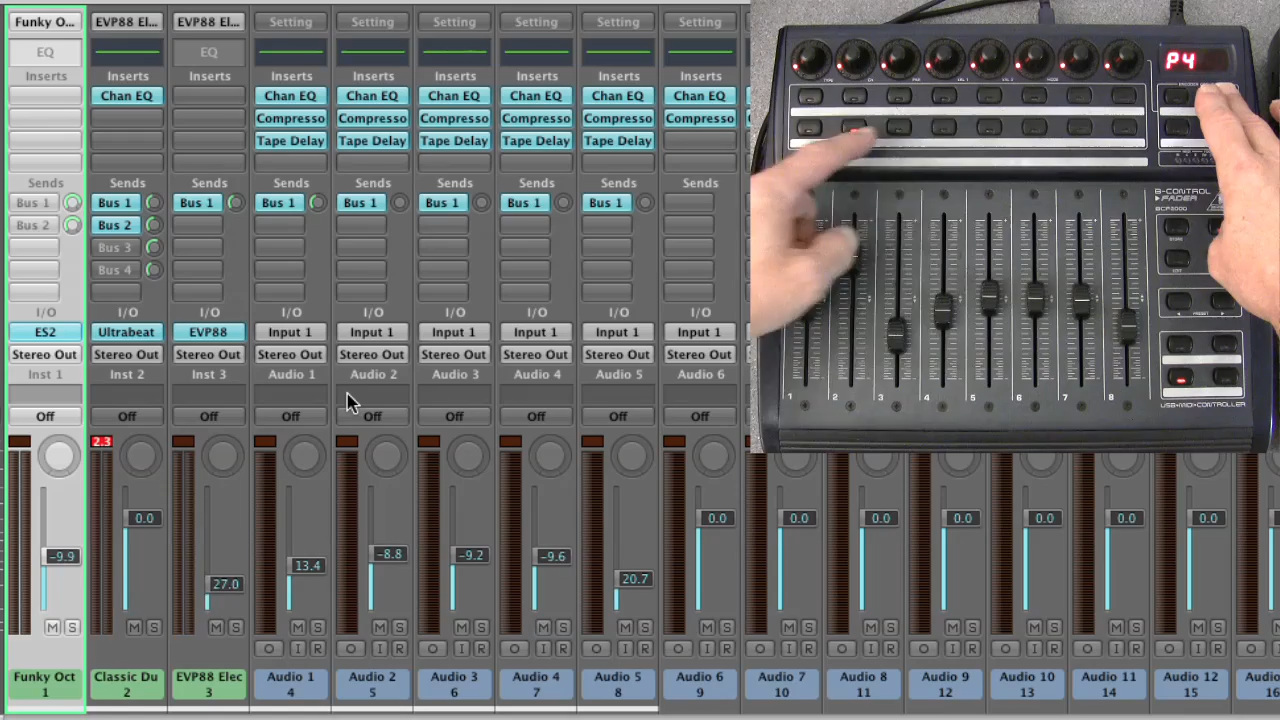 Funky O... EVP88 El... EVP88 El... Setting Setting Setting Setting Setting Setting
EQ EQ
Inserts Inserts Inserts Inserts Inserts Inserts Inserts Inserts Inserts
Chan EQ Chan EQ Chan EQ Chan EQ Chan EQ Chan EQ Chan EQ
Compresso Compresso Compresso Compresso Compresso Compresso
Tape Delay Tape Delay Tape Delay Tape Delay Tape Delay
Sends Sends Sends Sends Sends Sends Sends Sends Sends
Bus 1 Bus 1 Bus 1 Bus 1 Bus 1 Bus 1 Bus 1 Bus 1
Bus 2 Bus 2
Bus 3
Bus 4
I/O I/O I/O I/O I/O I/O I/O I/O I/O
ES2 Ultrabeat EVP88 Input 1 Input 1 Input 1 Input 1 Input 1 Input 1
Stereo Out Stereo Out Stereo Out Stereo Out Stereo Out Stereo Out Stereo Out Stereo Out Stereo Out
Inst 1 Inst 2 Inst 3 Audio 1 Audio 2 Audio 3 Audio 4 Audio 5 Audio 6
Off Off Off Off Off Off Off Off Off
2.3
0.0 0.0 0.0 0.0 0.0 0.0 0.0 0.0
-9.9 27.0 13.4 -8.8 -9.2 -9.6 20.7
M S M S M S M S M S M S M S M S M S M S M S M S M S M S M S
I R I R I R I R I R I R I R I R I R I R I R I R
Funky Oct Classic Du EVP88 Elec Audio 1 Audio 2 Audio 3 Audio 4 Audio 5 Audio 6 Audio 7 Audio 8 Audio 9 Audio 10 Audio 11 Audio 12
1 2 3 4 5 6 7 8 9 10 11 12 13 14 15 16
P4
B-CONTROL
FADER
BCF2000
STORE
EDIT
PRESET
1 2 3 4 5 6 7 8
USB-MIDI CONTROLLER